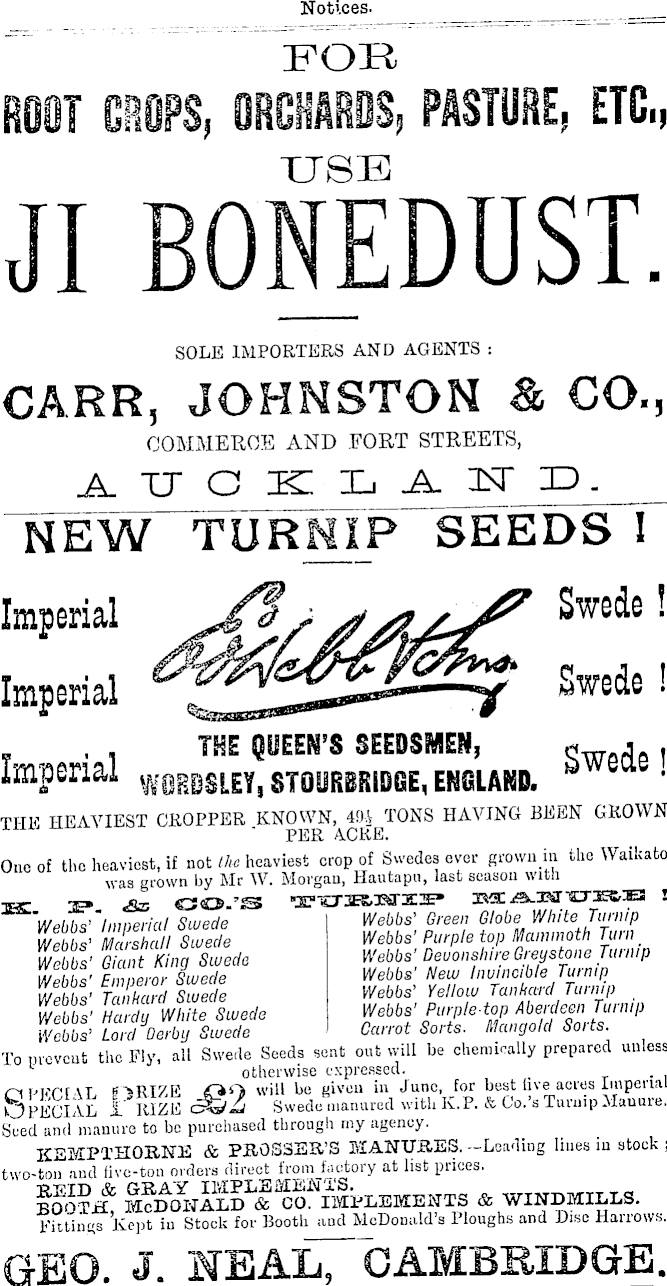 Notices.
FOR
ROOT CROPS, ORCHARDS, PASTURE, ETC.,
USE
JI BONEDUST.
SOLE IMPORTERS AND AGENTS :
CARR, JOHNSTON & CO.,
COMMERCE AND FORT STREETS,
AUCKLAND.
NEW TURNIP SEEDS !
Imperial Swede !
E. Webb & Sons.
Imperial Swede !
THE QUEEN'S SEEDSMEN,
Imperial Swede !
WORDSLEY, STOURBRIDGE, ENGLAND.
THE HEAVIEST CROPPER KNOWN, 49½ TONS HAVING BEEN GROWN
PER ACRE.
One of the heaviest, if not the heaviest crop of Swedes ever grown in the Waikato
was grown by Mr W. Morgan, Hautapu, last season with
K. P. & CO.'S TURNIP MANURE !
Webbs' Imperial Swede
Webbs' Marshall Swede
Webbs' Giant King Swede
Webbs' Emperor Swede
Webbs' Tankard Swede
Webbs' Hardy White Swede
Webbs' Lord Derby Swede
Webbs' Green Globe White Turnip
Webbs' Purple top Mammoth Turn
Webbs' Devonshire Greystone Turnip
Webbs' New Invincible Turnip
Webbs' Yellow Tankard Turnip
Webbs' Purple-top Aberdeen Turnip
Carrot Sorts. Mangold Sorts.
To prevent the Fly, all Swede Seeds sent out will be chemically prepared unless
otherwise expressed.
SPECIAL PRIZE £2 will be given in June, for best five acres Imperial
SPECIAL PRIZE Swede manured with K.P. & Co.'s Turnip Manure.
Seed and manure to be purchased through my agency.
KEMPTHORNE & PROSSER'S MANURES.--Leading lines in stock ;
two-ton and five-ton orders direct from factory at list prices.
REID & GRAY IMPLEMENTS.
BOOTH, McDONALD & CO. IMPLEMENTS & WINDMILLS.
Fittings Kept in Stock for Booth and McDonald's Ploughs and Disc Harrows.
GEO. J. NEAL, CAMBRIDGE.